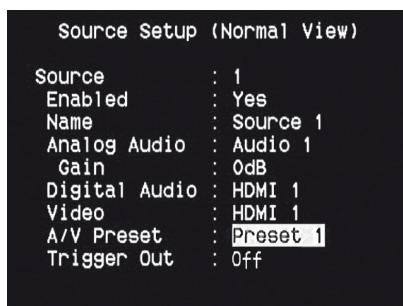 Source Setup (Normal View)
Source : 1
Enabled : Yes
Name : Source 1
Analog Audio : Audio 1
Gain : 0dB
Digital Audio : HDMI 1
Video : HDMI 1
A/V Preset : Preset 1
Trigger Out : Off